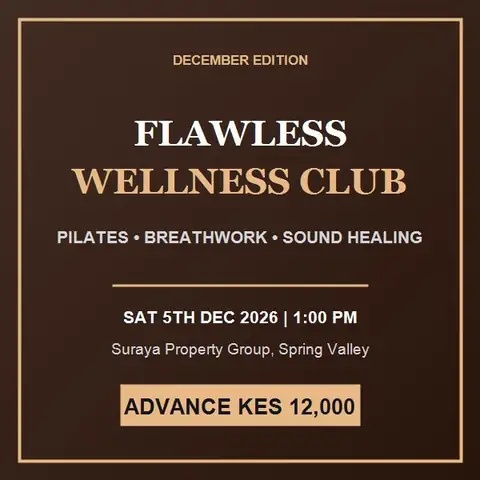 DECEMBER EDITION
FLAWLESS
WELLNESS CLUB
PILATES • BREATHWORK • SOUND HEALING
SAT 5TH DEC 2026 | 1:00 PM
Suraya Property Group, Spring Valley
ADVANCE KES 12,000